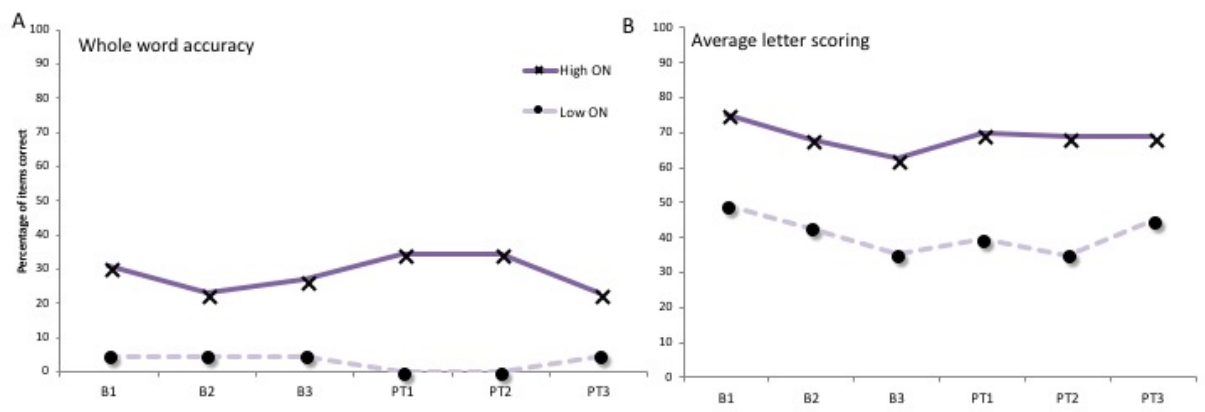 A
Whole word accuracy
High ON
Low ON
Percentage of items correct
100
90
80
70
60
50
40
30
20
10
0
B1 B2 B3 PT1 PT2 PT3
B
Average letter scoring
100
90
80
70
60
50
40
30
20
10
0
B1 B2 B3 PT1 PT2 PT3